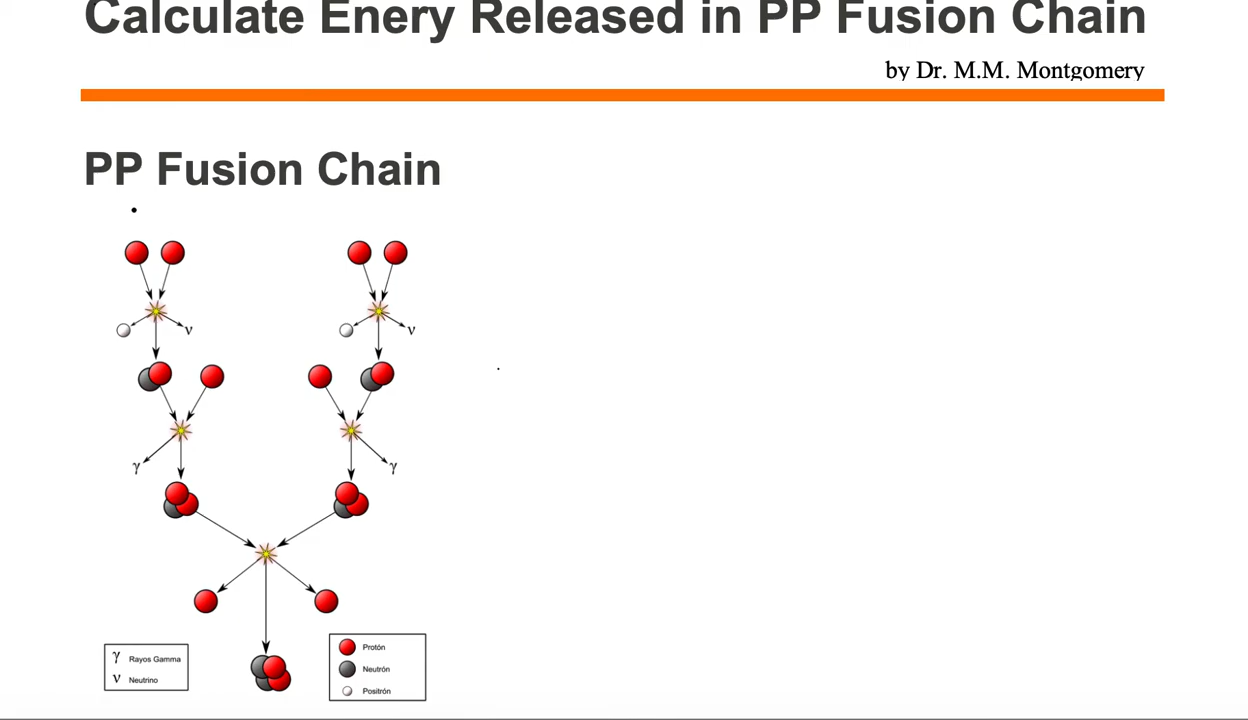 Calculate Enery Released in PP Fusion Chain
by Dr. M.M. Montgomery
PP Fusion Chain
ν
ν
γ
γ
γ Rayos Gamma
ν Neutrino
Protón
Neutrón
Positrón